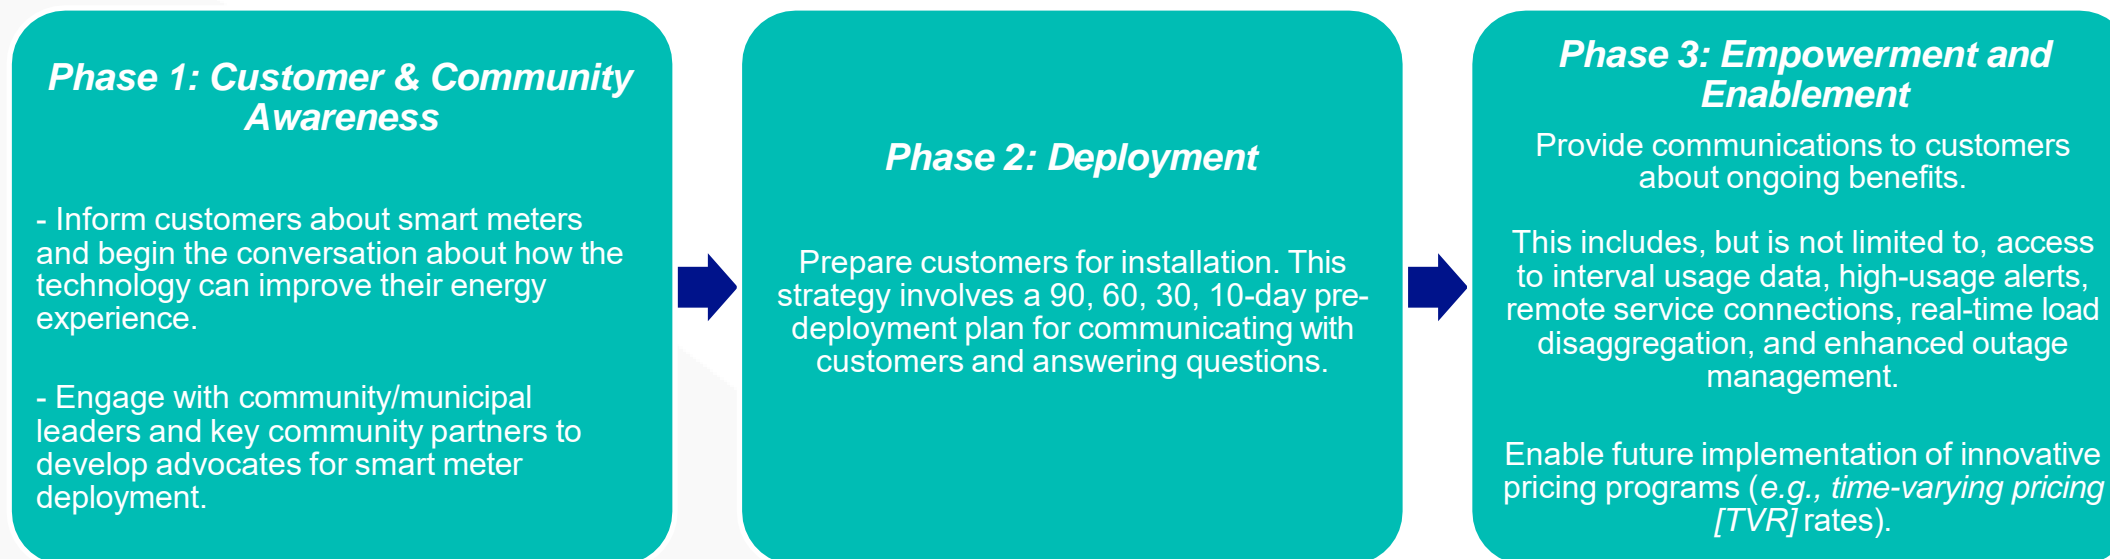 Phase 1: Customer & Community
Awareness
- Inform customers about smart meters
and begin the conversation about how the
technology can improve their energy
experience.
- Engage with community/municipal
leaders and key community partners to
develop advocates for smart meter
deployment.
Phase 2: Deployment
Prepare customers for installation. This
strategy involves a 90, 60, 30, 10-day pre-
deployment plan for communicating with
customers and answering questions.
Phase 3: Empowerment and
Enablement
Provide communications to customers
about ongoing benefits.
This includes, but is not limited to, access
to interval usage data, high-usage alerts,
remote service connections, real-time load
disaggregation, and enhanced outage
management.
Enable future implementation of innovative
pricing programs (e.g., time-varying pricing
[TVR] rates).